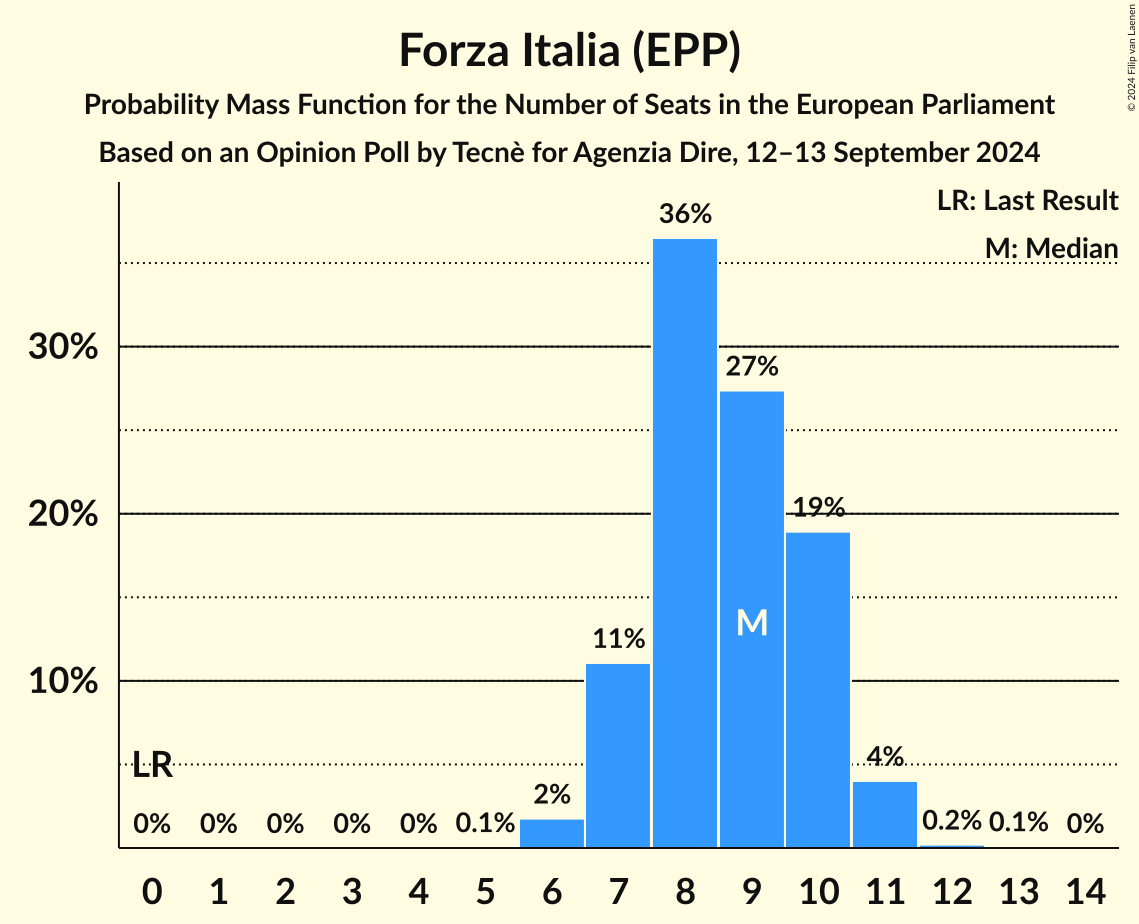 Forza Italia (EPP)
Probability Mass Function for the Number of Seats in the European Parliament
Based on an Opinion Poll by Tecnè for Agenzia Dire, 12–13 September 2024
© 2024 Filip van Laenen
LR: Last Result
M: Median
36%
30%
27%
20%
19%
M
11%
10%
LR
4%
2%
0% 0% 0% 0% 0% 0.1% 0.2% 0.1% 0%
0 1 2 3 4 5 6 7 8 9 10 11 12 13 14